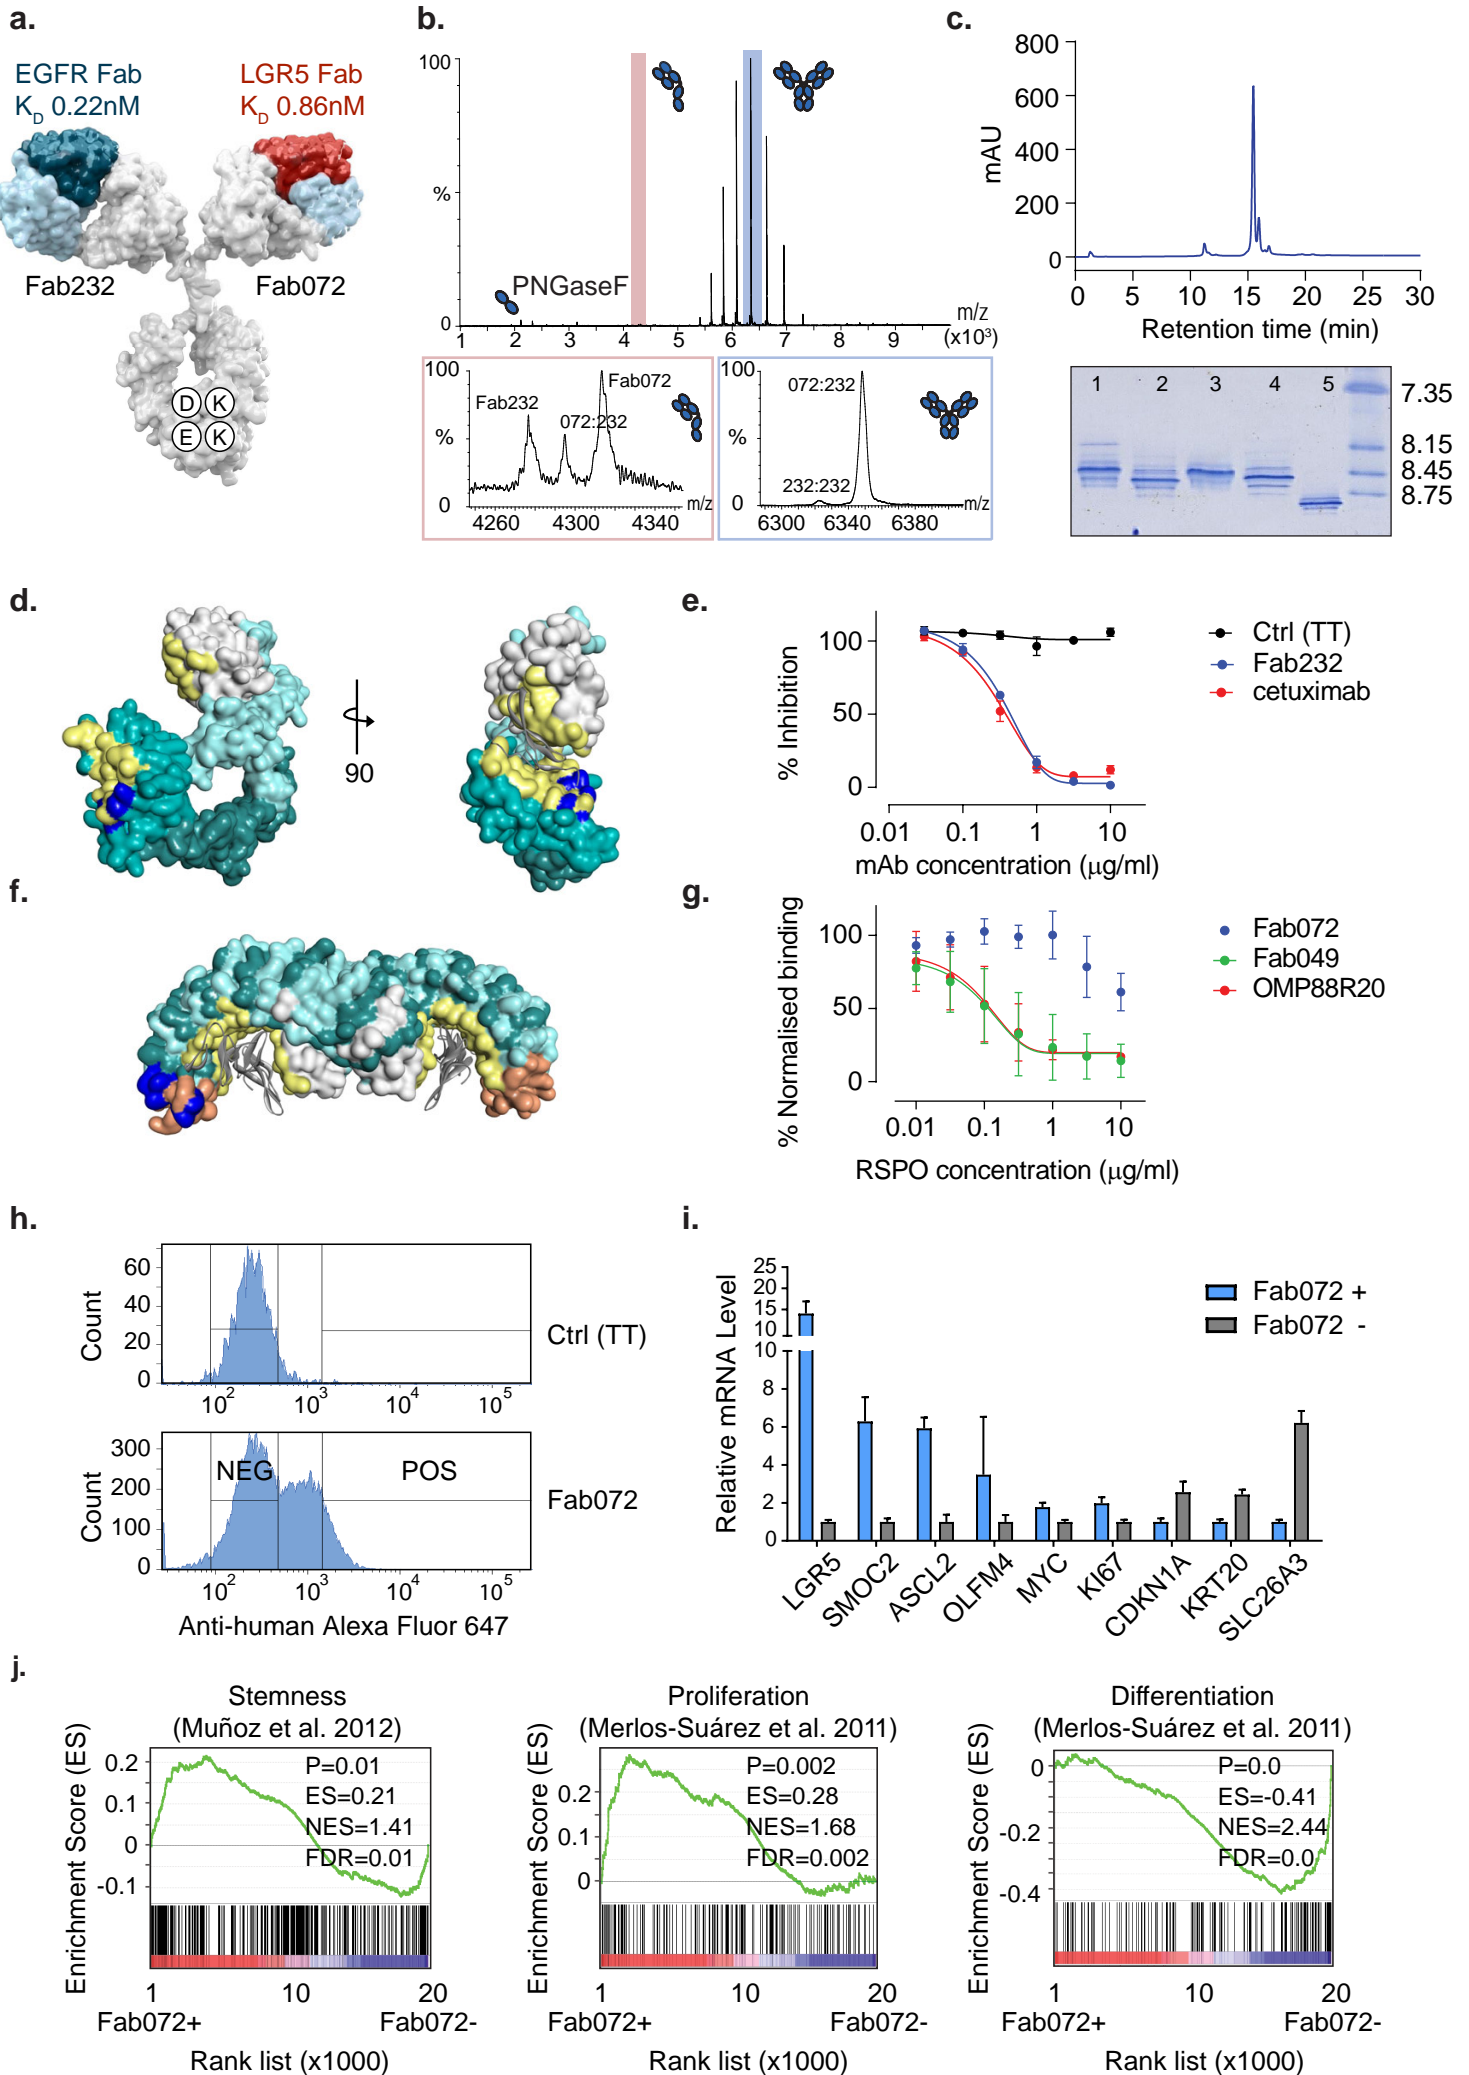 a.
EGFR Fab
K_D 0.22nM
LGR5 Fab
K_D 0.86nM
Fab232
Fab072
D K
E K
b.
100
%
0
PNGaseF
1 2 3 4 5 6 7 8 9
m/z
(x10³)
100
%
0
Fab232
072:232
Fab072
m/z
4260 4300 4340
100
%
0
072:232
232:232
m/z
6300 6340 6380
c.
800
600
400
200
0
mAU
0 5 10 15 20 25 30
Retention time (min)
1 2 3 4 5
7.35
8.15
8.45
8.75
d.
90
e.
% Inhibition
100
50
0
0.01 0.1 1 10
mAb concentration (µg/ml)
Ctrl (TT)
Fab232
cetuximab
f.
g.
% Normalised binding
100
50
0
0.01 0.1 1 10
RSPO concentration (µg/ml)
Fab072
Fab049
OMP88R20
h.
Count
60
40
20
0
10² 10³ 10⁴ 10⁵
Ctrl (TT)
Count
300
200
100
0
NEG
POS
10² 10³ 10⁴ 10⁵
Fab072
Anti-human Alexa Fluor 647
i.
Relative mRNA Level
25
20
15
10
10
8
6
4
2
0
Fab072 +
Fab072 -
LGR5
SMOC2
ASCL2
OLFM4
MYC
KI67
CDKN1A
KRT20
SLC26A3
j.
Stemness
(Muñoz et al. 2012)
Enrichment Score (ES)
0.2
0.1
0
-0.1
P=0.01
ES=0.21
NES=1.41
FDR=0.01
1 10 20
Fab072+ Fab072-
Rank list (x1000)
Proliferation
(Merlos-Suárez et al. 2011)
Enrichment Score (ES)
0.2
0.1
0
P=0.002
ES=0.28
NES=1.68
FDR=0.002
1 10 20
Fab072+ Fab072-
Rank list (x1000)
Differentiation
(Merlos-Suárez et al. 2011)
Enrichment Score (ES)
0
-0.2
-0.4
P=0.0
ES=-0.41
NES=2.44
FDR=0.0
1 10 20
Fab072+ Fab072-
Rank list (x1000)